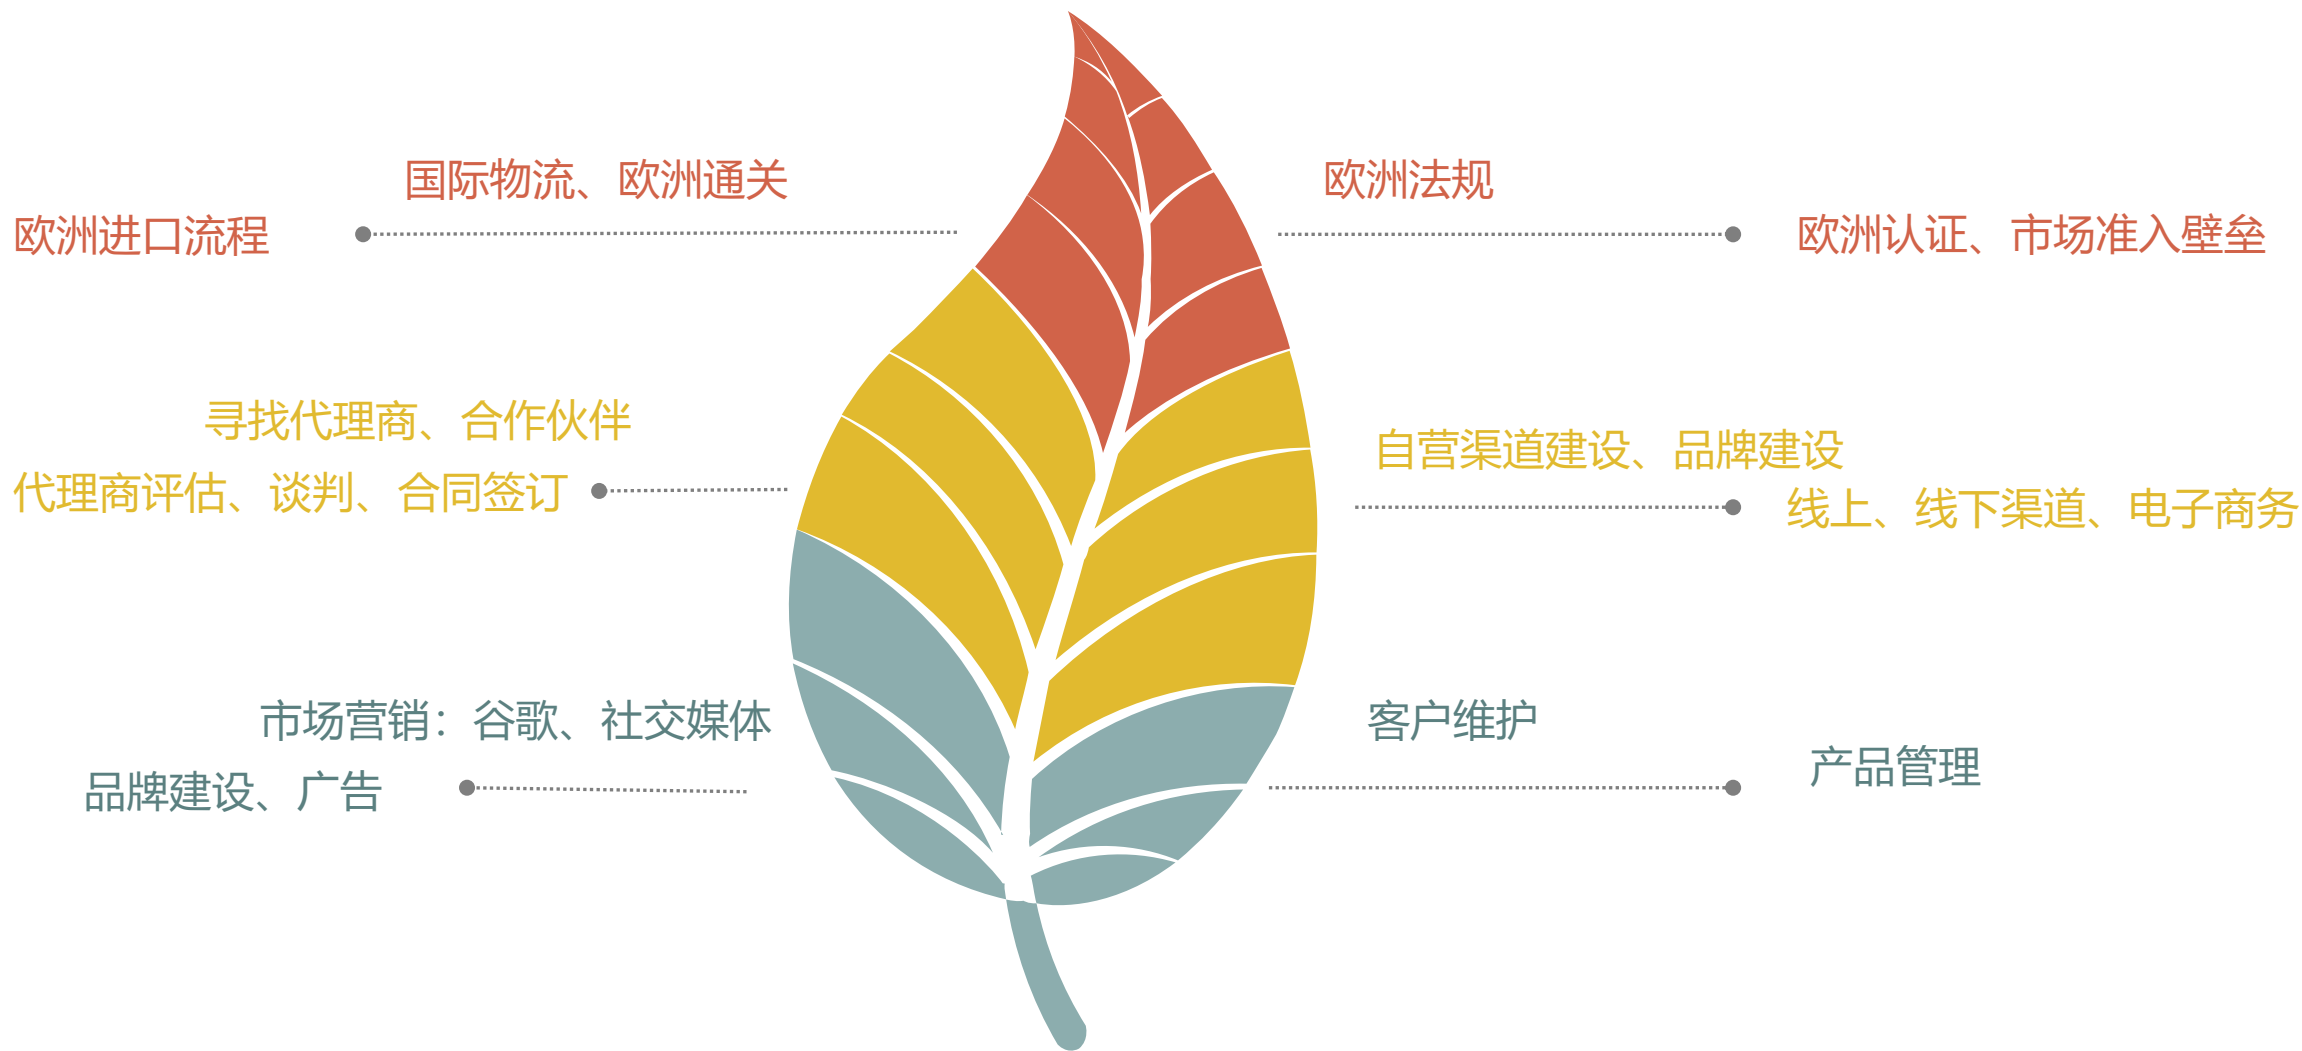 国际物流、欧洲通关
欧洲进口流程
欧洲法规
欧洲认证、市场准入壁垒
寻找代理商、合作伙伴
代理商评估、谈判、合同签订
自营渠道建设、品牌建设
线上、线下渠道、电子商务
市场营销：谷歌、社交媒体
品牌建设、广告
客户维护
产品管理